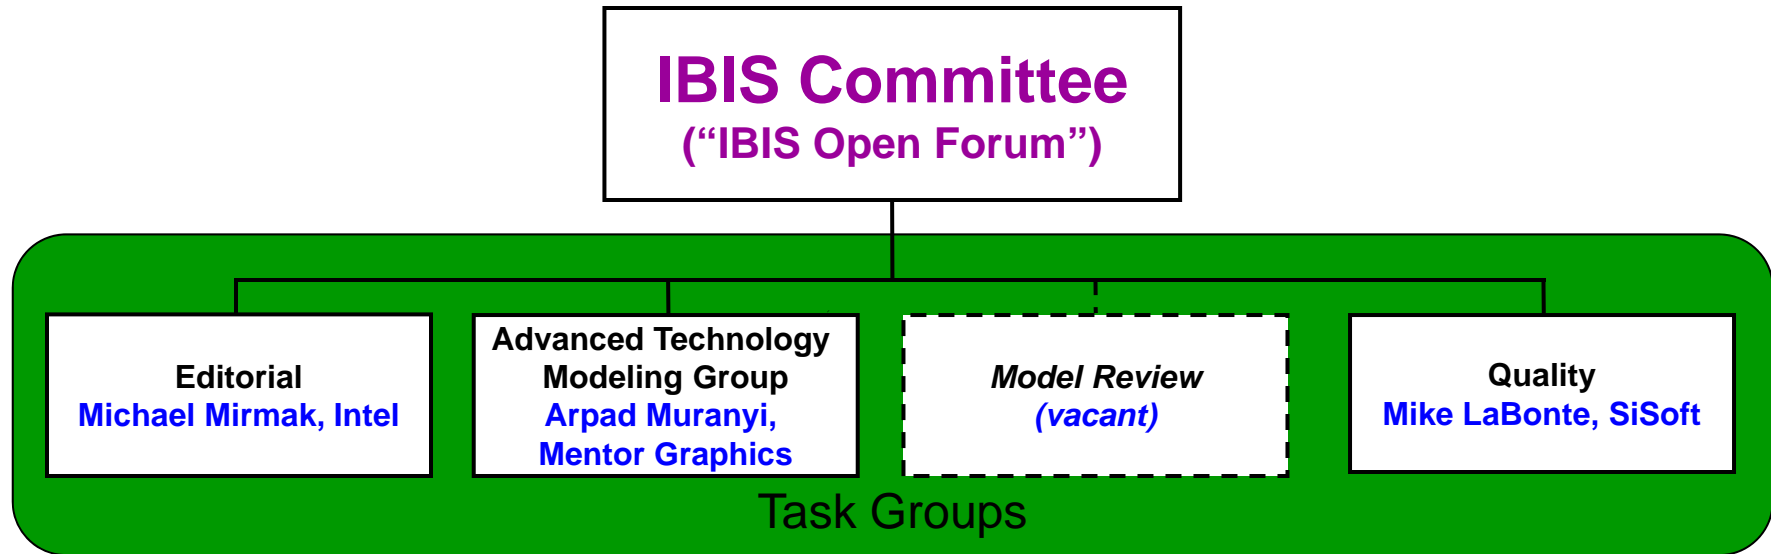 IBIS Committee
(“IBIS Open Forum”)
Editorial
Michael Mirmak, Intel
Advanced Technology
Modeling Group
Arpad Muranyi,
Mentor Graphics
Model Review
(vacant)
Quality
Mike LaBonte, SiSoft
Task Groups